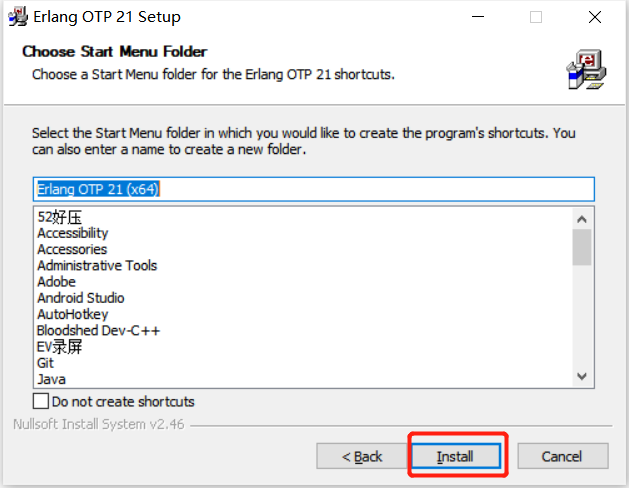 Erlang OTP 21 Setup
Choose Start Menu Folder
Choose a Start Menu folder for the Erlang OTP 21 shortcuts.
Select the Start Menu folder in which you would like to create the program's shortcuts. You
can also enter a name to create a new folder.
Erlang OTP 21 (x64)
52好压
Accessibility
Accessories
Administrative Tools
Adobe
Android Studio
AutoHotkey
Bloodshed Dev-C++
EV录屏
Git
Java
Do not create shortcuts
Nullsoft Install System v2.46
< Back
Install
Cancel